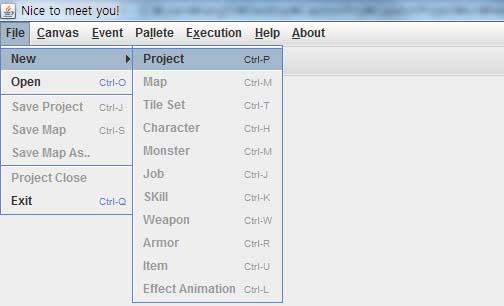 Nice to meet you!
File Canvas Event Pallete Execution Help About
New
Open Ctrl-O
Save Project Ctrl-J
Save Map Ctrl-S
Save Map As..
Project Close
Exit Ctrl-Q
Project Ctrl-P
Map Ctrl-M
Tile Set Ctrl-T
Character Ctrl-H
Monster Ctrl-M
Job Ctrl-J
SKill Ctrl-K
Weapon Ctrl-W
Armor Ctrl-R
Item Ctrl-U
Effect Animation Ctrl-L